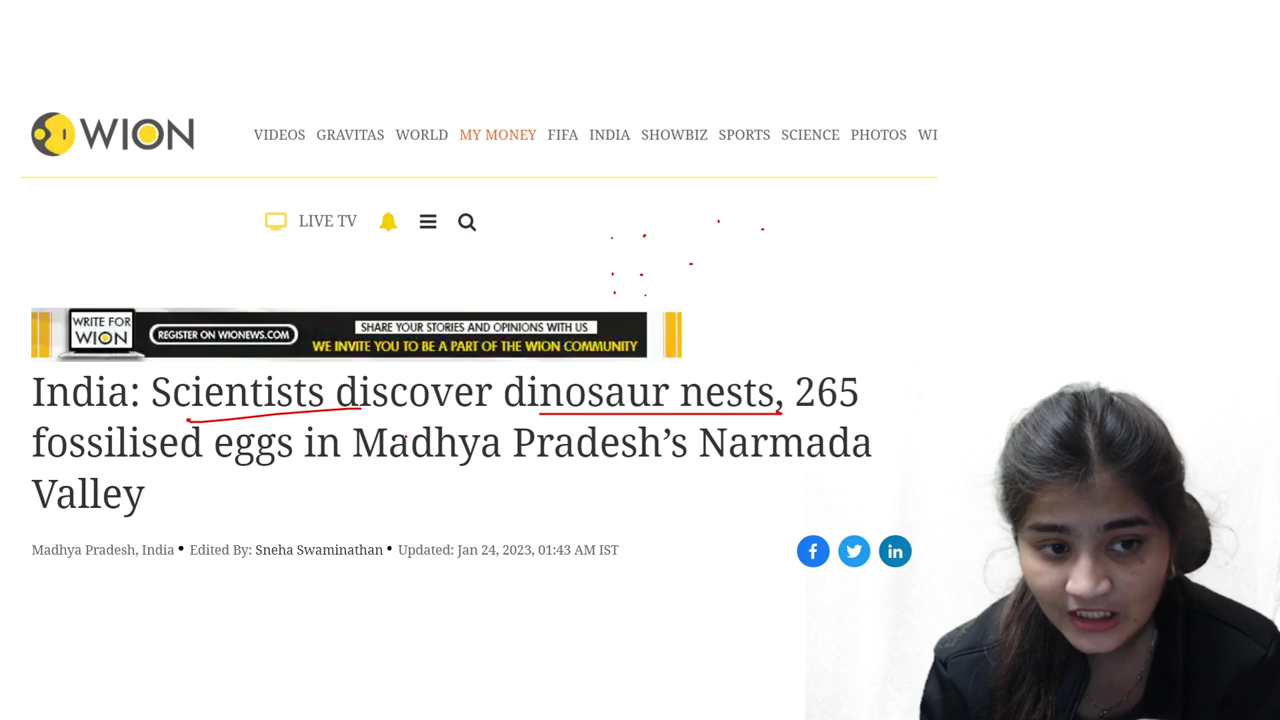 WION
VIDEOS GRAVITAS WORLD MY MONEY FIFA INDIA SHOWBIZ SPORTS SCIENCE PHOTOS WI
LIVE TV
WRITE FOR
WION
REGISTER ON WIONEWS.COM
SHARE YOUR STORIES AND OPINIONS WITH US
WE INVITE YOU TO BE A PART OF THE WION COMMUNITY
India: Scientists discover dinosaur nests, 265
fossilised eggs in Madhya Pradesh’s Narmada
Valley
Madhya Pradesh, India • Edited By: Sneha Swaminathan • Updated: Jan 24, 2023, 01:43 AM IST
f in